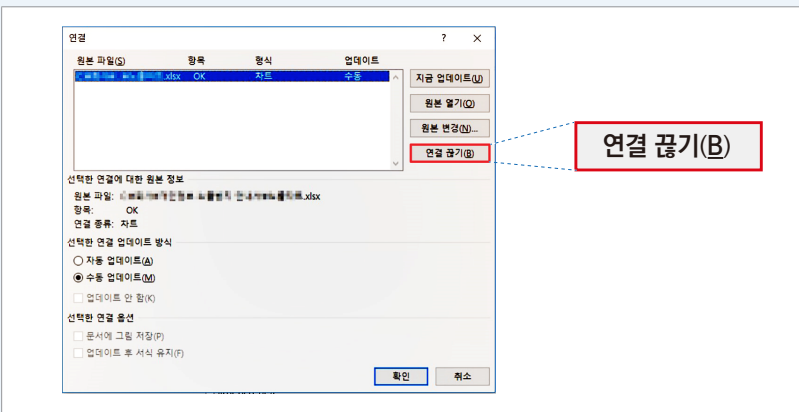 연결 ? ×
원본 파일(S) 항목 형식 업데이트
.xlsx OK 차트 수동
지금 업데이트(U)
원본 열기(O)
원본 변경(N)...
연결 끊기(B)
연결 끊기(B)
선택한 연결에 대한 원본 정보
원본 파일: .xlsx
항목: OK
연결 종류: 차트
선택한 연결 업데이트 방식
자동 업데이트(A)
수동 업데이트(M)
업데이트 안 함(K)
선택한 연결 옵션
문서에 그림 저장(P)
업데이트 후 서식 유지(F)
확인 취소